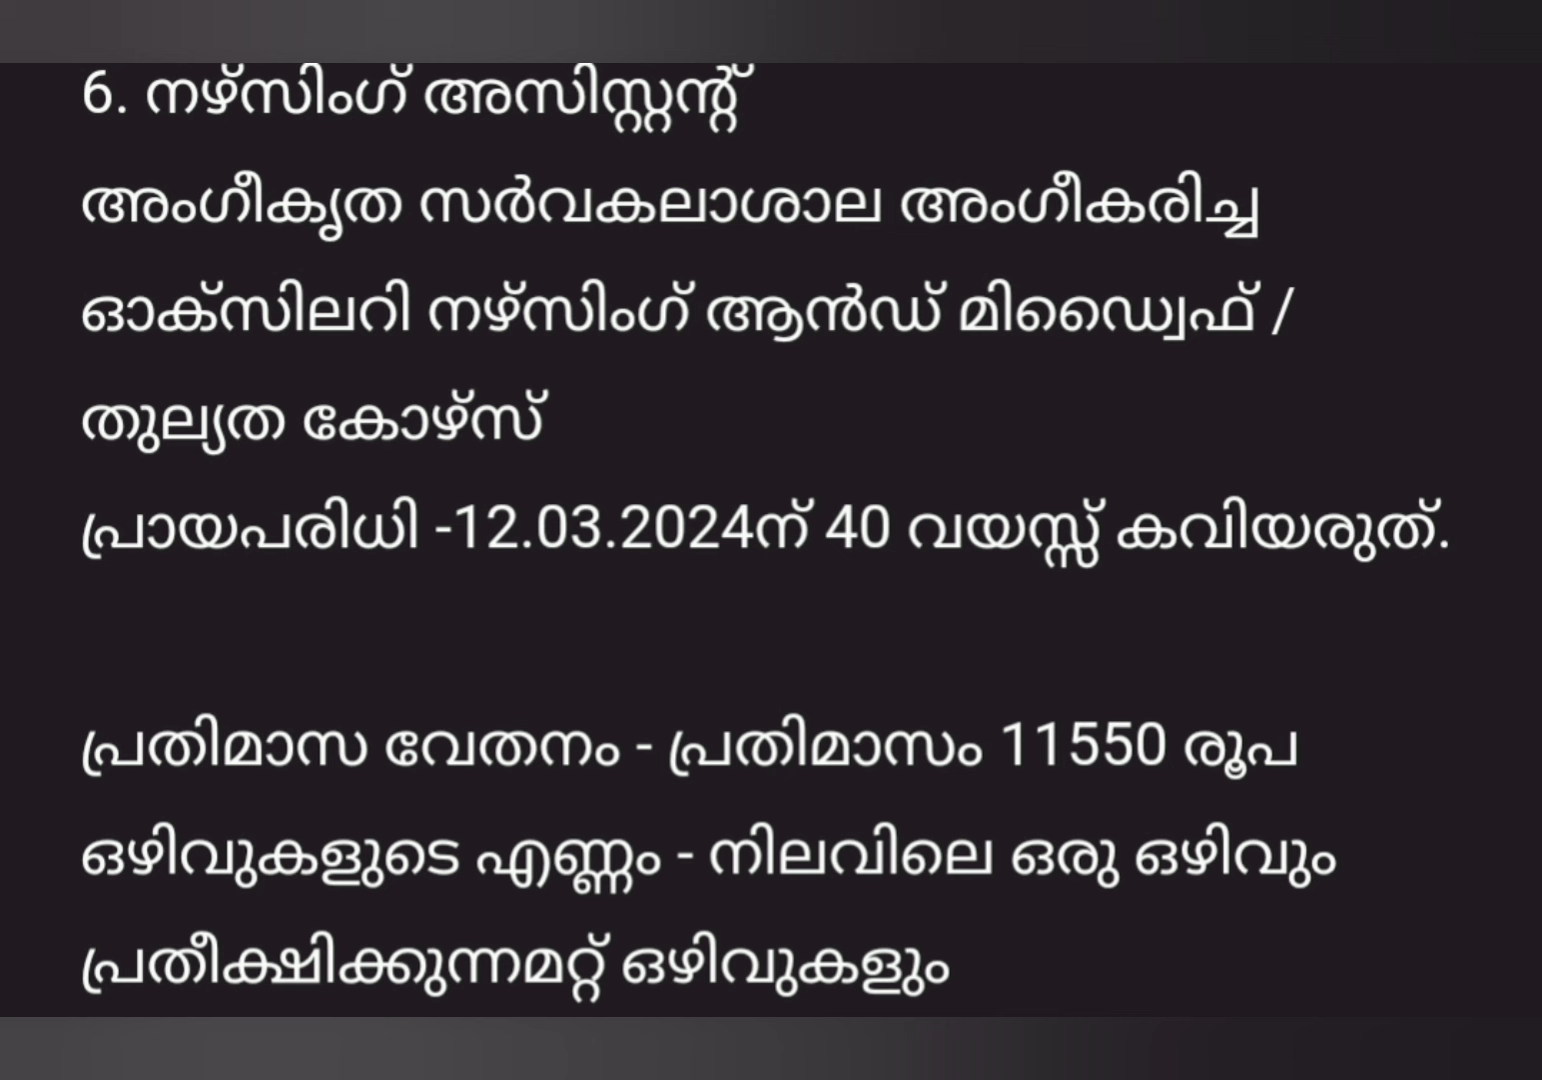 6. നഴ്സിംഗ് അസിസ്റ്റന്റ്
അംഗീകൃത സർവകലാശാല അംഗീകരിച്ച
ഓക്സിലറി നഴ്സിംഗ് ആൻഡ് മിഡ്വൈഫ് /
തുല്യത കോഴ്സ്
പ്രായപരിധി -12.03.2024ന് 40 വയസ്സ് കവിയരുത്.
പ്രതിമാസ വേതനം - പ്രതിമാസം 11550 രൂപ
ഒഴിവുകളുടെ എണ്ണം - നിലവിലെ ഒരു ഒഴിവും
പ്രതീക്ഷിക്കുന്നമറ്റ് ഒഴിവുകളും